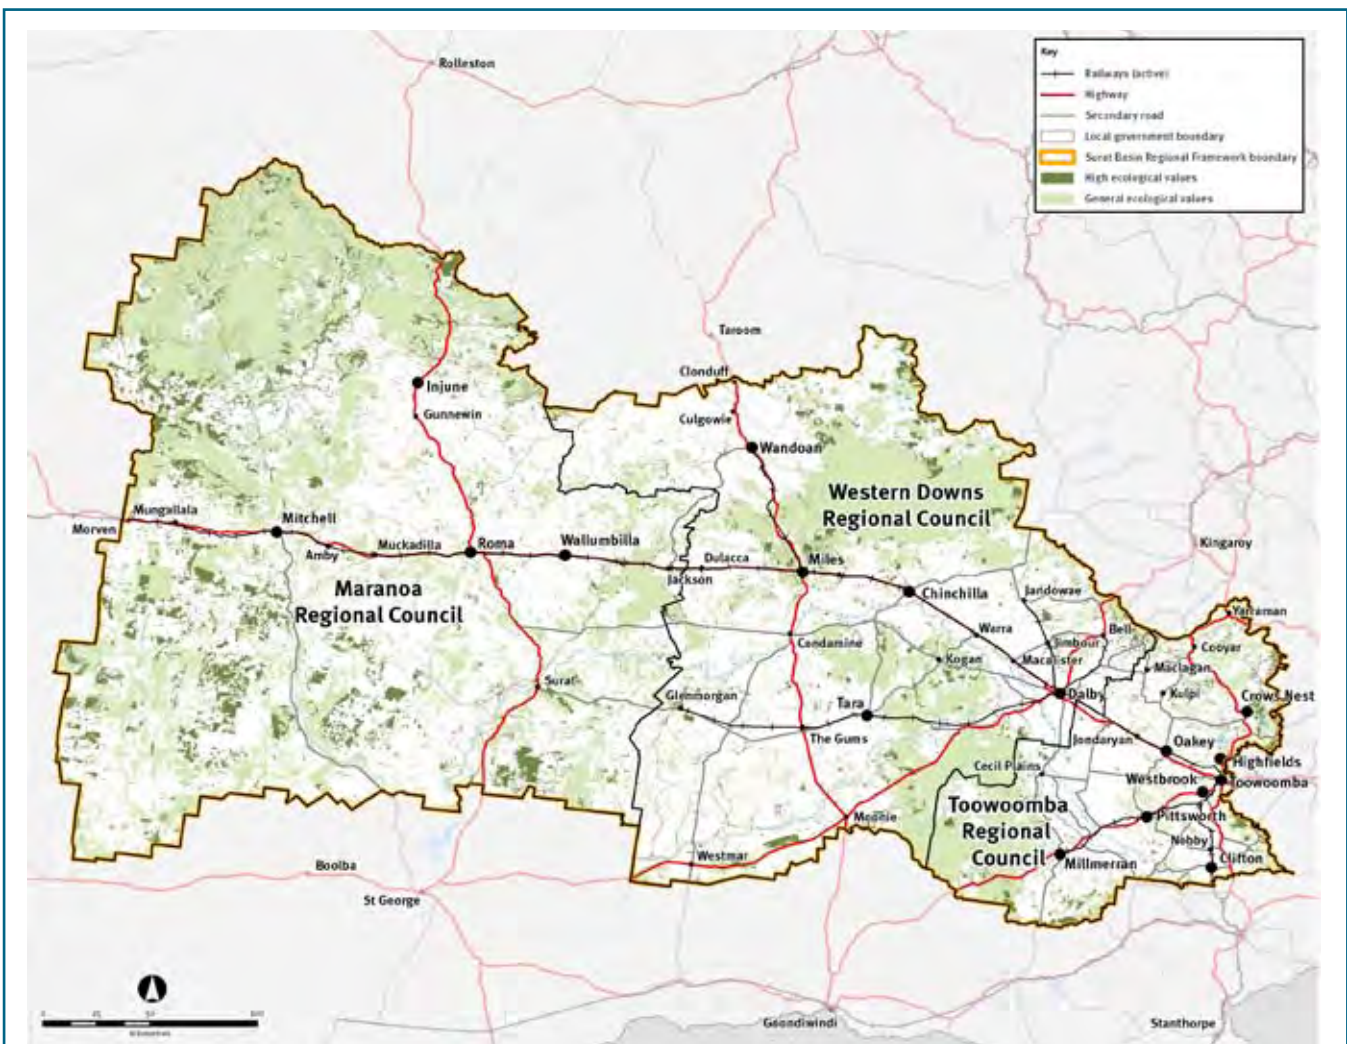 Key
Railways (active)
Highway
Secondary road
Local government boundary
Surat Basin Regional Framework boundary
High ecological values
General ecological values
Rolleston
Taroom
Clonduff
Injune
Gunnewin
Culgowie
Wandoan
Western Downs
Regional Council
Morven
Mungallala
Mitchell
Amby
Muckadilla
Roma
Wallumbilla
Jackson
Dulacca
Miles
Chinchilla
Kingaroy
Maranoa
Regional Council
Jandowae
Yarraman
Condamine
Warra
Jimbour
Bell
Cooyar
Kogan
Macalister
Maclagan
Surat
Glenmorgan
Tara
Dalby
Kulpi
Crows Nest
The Gums
Jondaryan
Oakey
Highfields
Cecil Plains
Westbrook
Toowoomba
Toowoomba
Regional
Council
Moonie
Pittsworth
Nobby
Westmar
Millmerran
Clifton
Boolba
St George
Goondiwindi
Stanthorpe